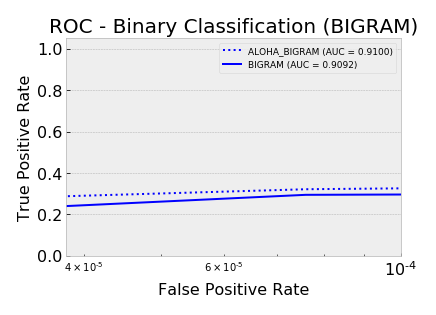 ROC - Binary Classification (BIGRAM)
ALOHA_BIGRAM (AUC = 0.9100)
BIGRAM (AUC = 0.9092)
True Positive Rate
1.0
0.8
0.6
0.4
0.2
0.0
4 × 10⁻⁵
6 × 10⁻⁵
10⁻⁴
False Positive Rate